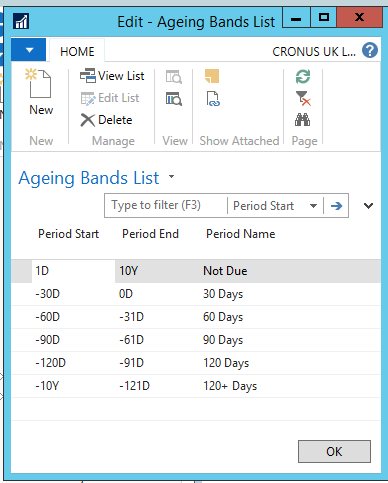 Edit - Ageing Bands List
HOME
CRONUS UK L...
?
New
View List
Edit List
Delete
New
Manage
View
Show Attached
Page
Ageing Bands List
Type to filter (F3)
Period Start
Period Start Period End Period Name
1D 10Y Not Due
-30D 0D 30 Days
-60D -31D 60 Days
-90D -61D 90 Days
-120D -91D 120 Days
-10Y -121D 120+ Days
OK